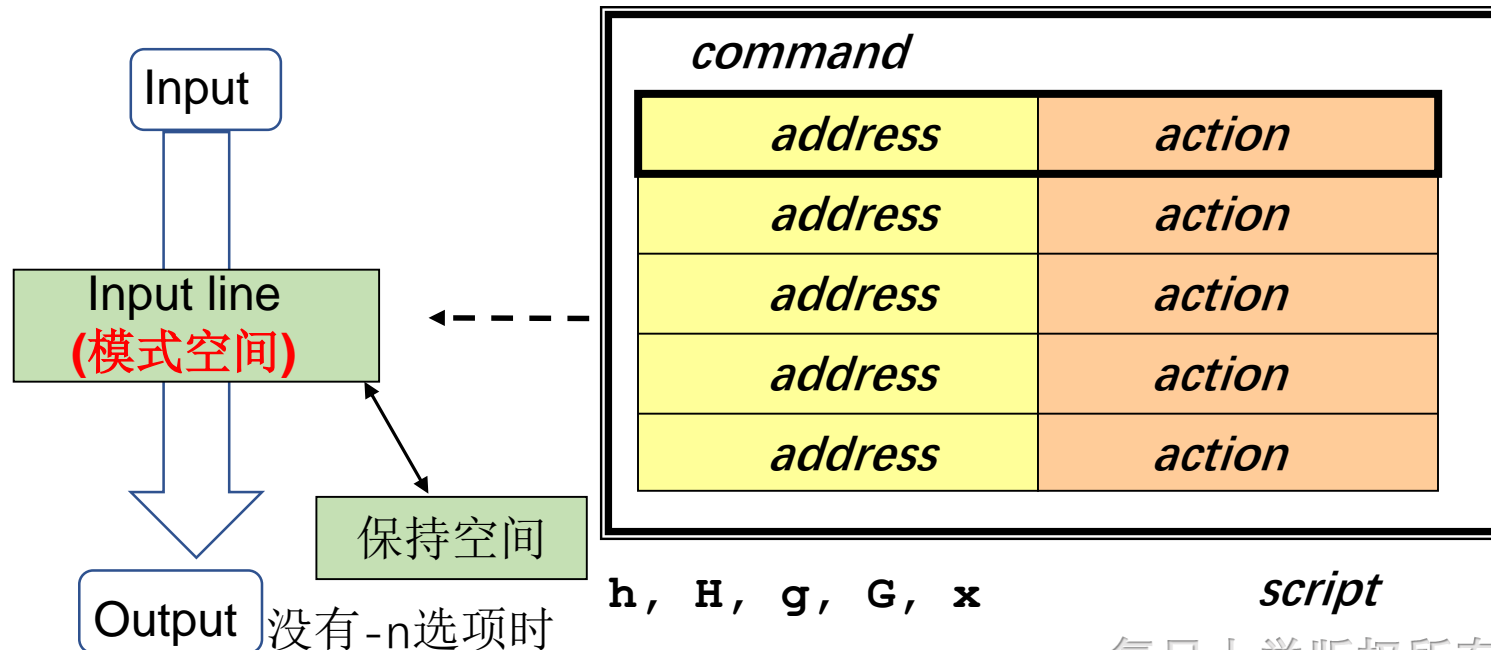 Input
Input line
(模式空间)
保持空间
Output
没有-n选项时
command
address action
address action
address action
address action
address action
h, H, g, G, x
script